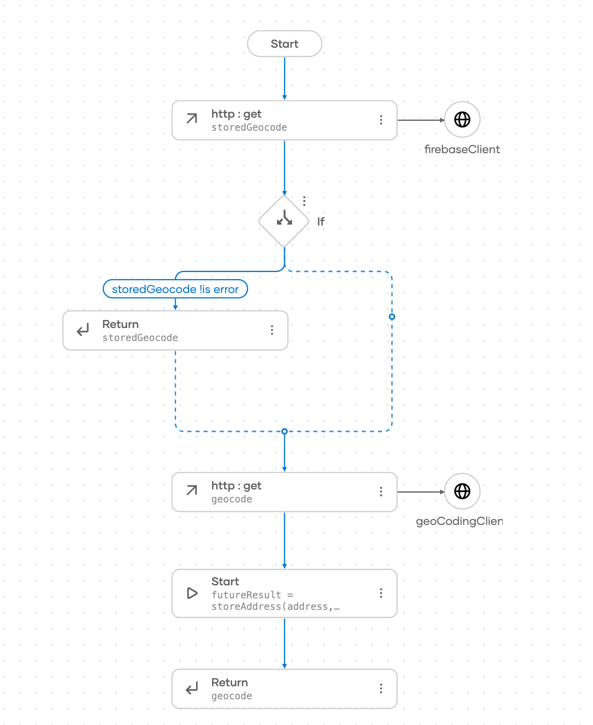 Start
http : get
storedGeocode
firebaseClient
If
storedGeocode !is error
Return
storedGeocode
http : get
geocode
geoCodingClien
Start
futureResult =
storeAddress(address,…
Return
geocode